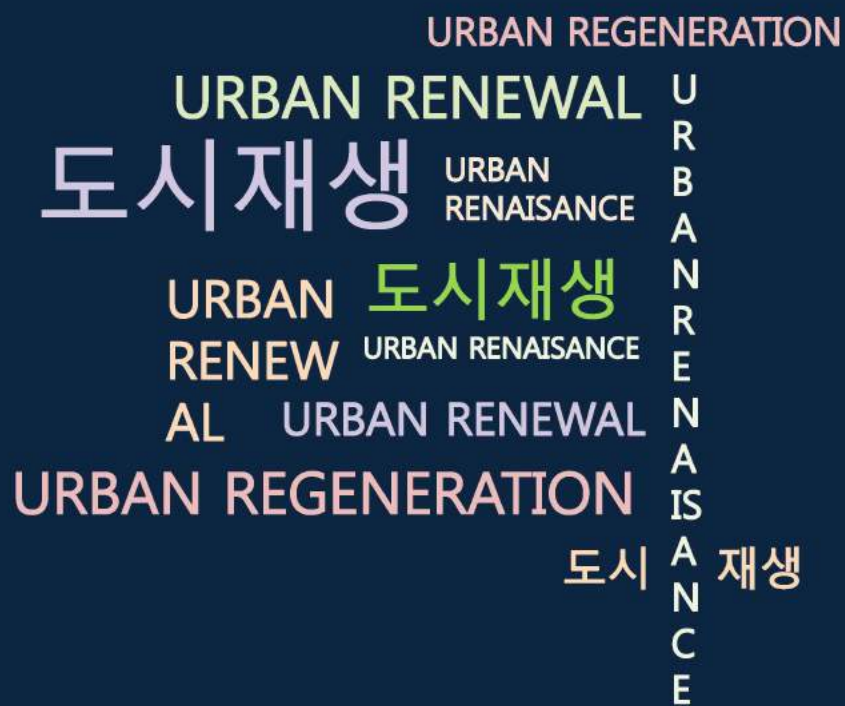 URBAN REGENERATION
URBAN RENEWAL
도시재생
URBAN
RENAISANCE
URBAN
RENEW
AL
도시재생
URBAN RENAISANCE
URBAN RENEWAL
URBAN REGENERATION
도시 재생
U
R
B
A
N
R
E
N
A
IS
A
N
C
E